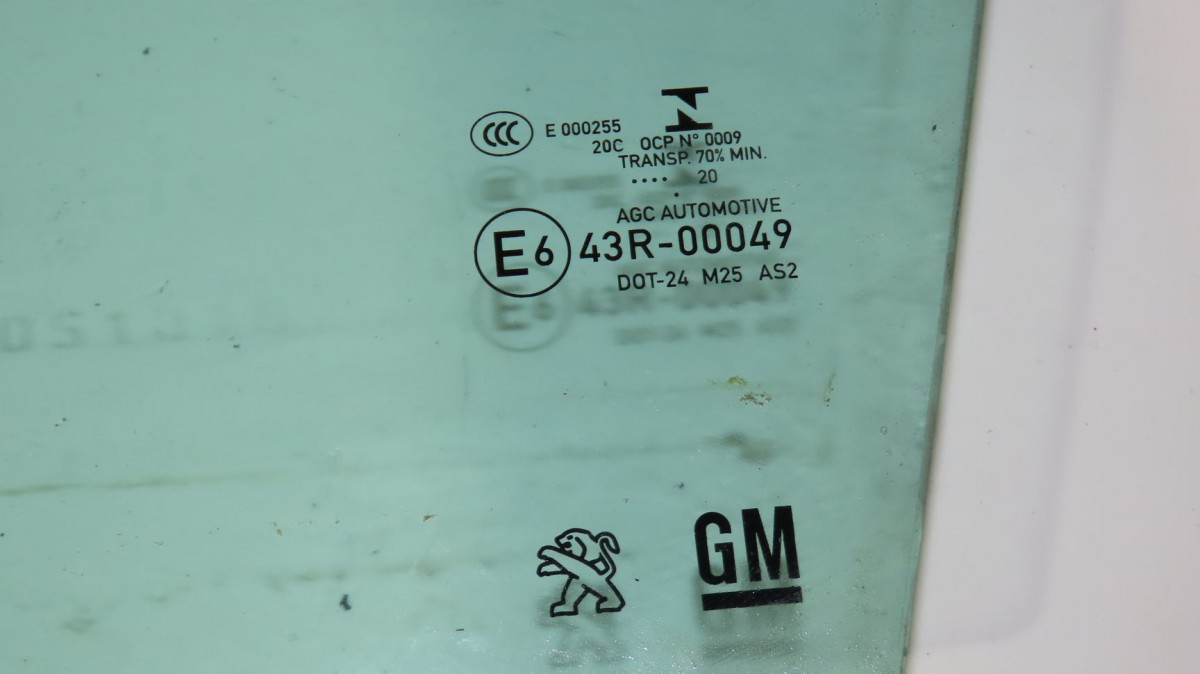 CCC E 000255
20C OCP N° 0009
TRANSP. 70% MIN.
.... 20
.
AGC AUTOMOTIVE
E6 43R-00049
DOT-24 M25 AS2
GM